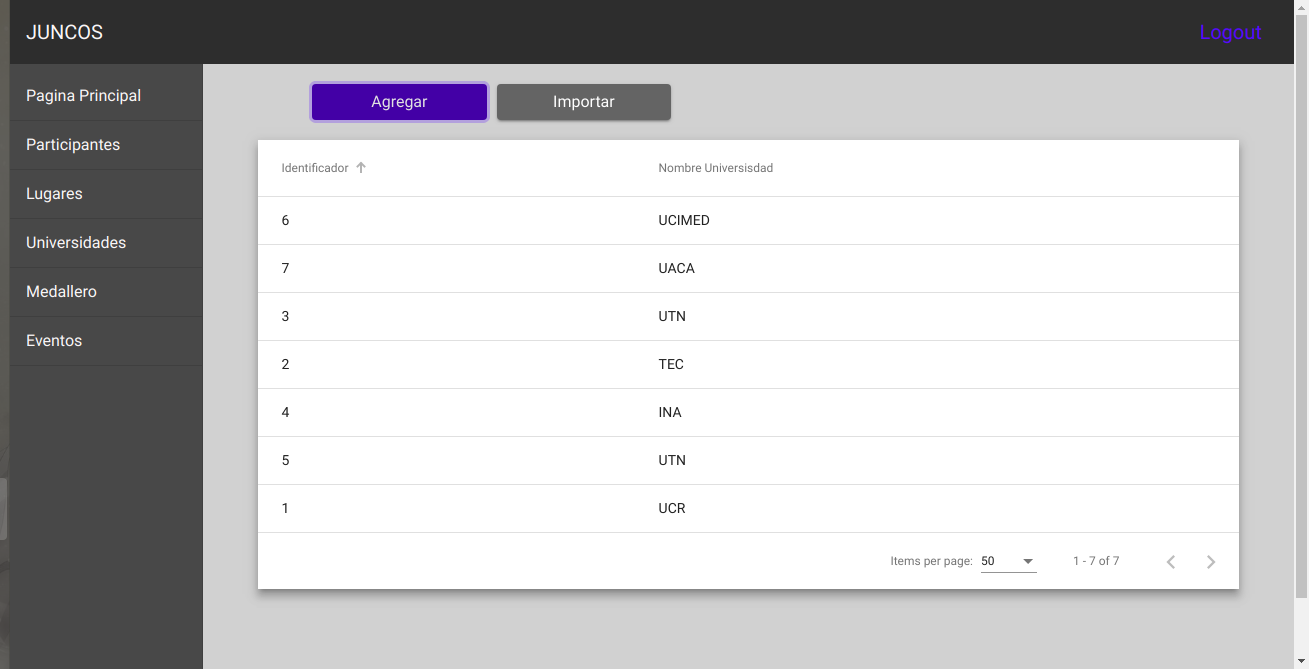 JUNCOS
Logout
Pagina Principal
Participantes
Lugares
Universidades
Medallero
Eventos
Agregar
Importar
Identificador Nombre Universisdad
6 UCIMED
7 UACA
3 UTN
2 TEC
4 INA
5 UTN
1 UCR
Items per page: 50 1 - 7 of 7